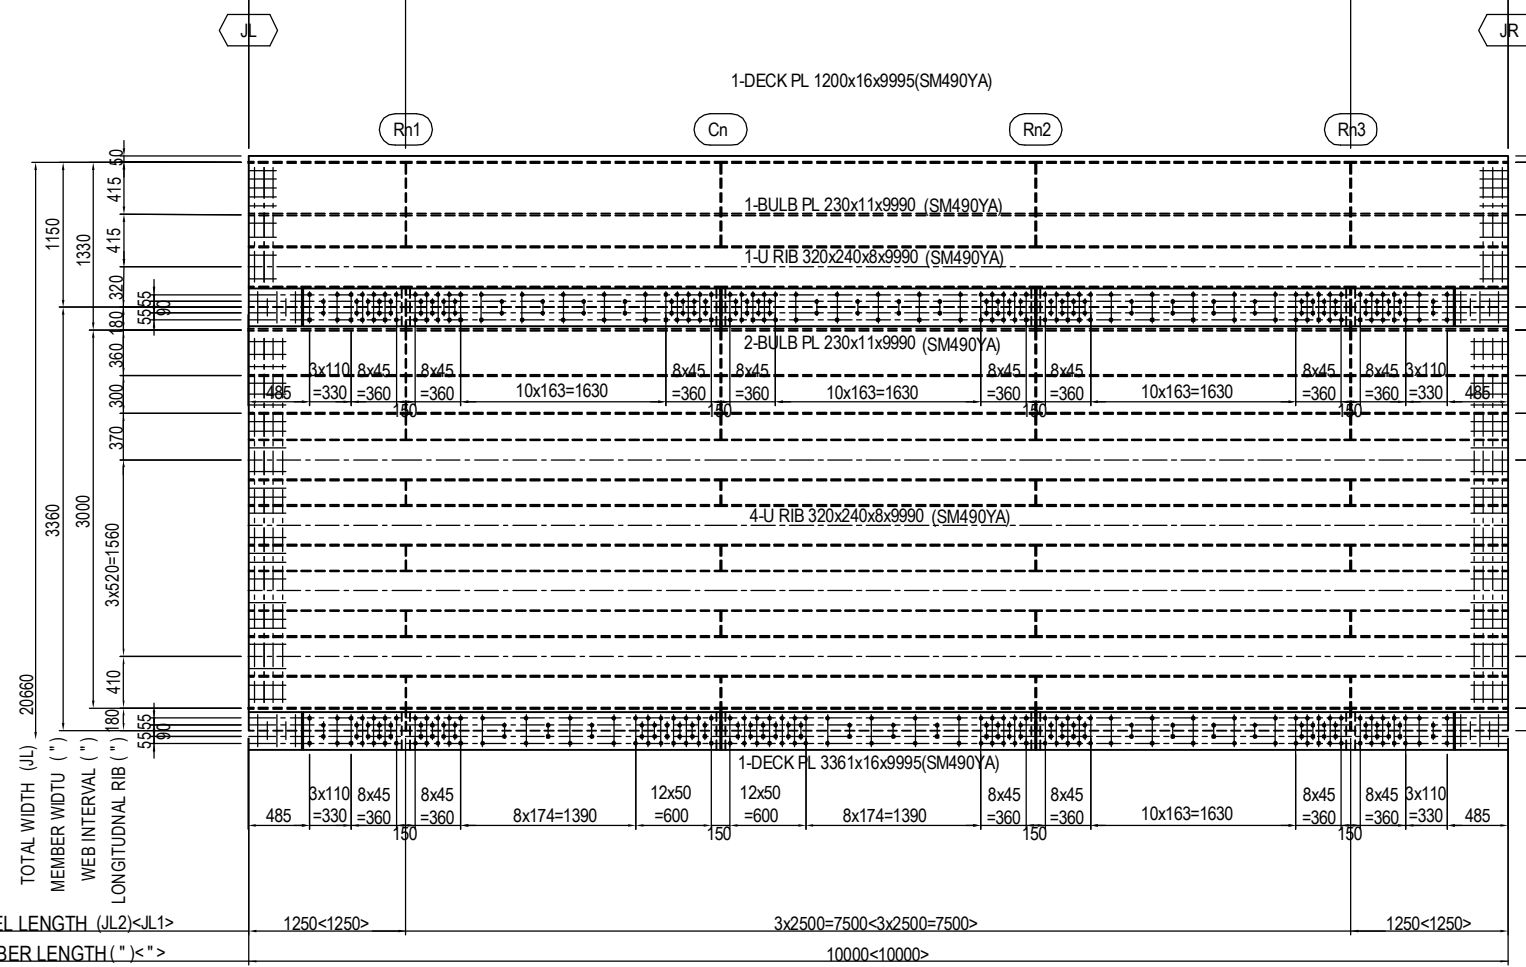 JL
JR
1-DECK PL 1200x16x9995(SM490YA)
Rn1
Cn
Rn2
Rn3
50
415
415
320
55
55
90
180
360
300
370
3x520=1560
410
180
55
55
90
1150
1330
3360
3000
20660
1-BULB PL 230x11x9990 (SM490YA)
1-U RIB 320x240x8x9990 (SM490YA)
2-BULB PL 230x11x9990 (SM490YA)
3x110 8x45 8x45 8x45 8x45 8x45 8x45 8x45 8x45 3x110
485 =330 =360 =360 10x163=1630 =360 =360 10x163=1630 =360 =360 10x163=1630 =360 =360 =330 485
150 150 150 150
4-U RIB 320x240x8x9990 (SM490YA)
1-DECK PL 3361x16x9995(SM490YA)
3x110 8x45 8x45 12x50 12x50 8x45 8x45 8x45 8x45 3x110
485 =330 =360 =360 8x174=1390 =600 =600 8x174=1390 =360 =360 10x163=1630 =360 =360 =330 485
150 150 150
TOTAL WIDTH (JL)
MEMBER WIDTU (")
WEB INTERVAL (")
LONGITUDNAL RIB (")
EL LENGTH (JL2)<JL1> 1250<1250> 3x2500=7500<3x2500=7500> 1250<1250>
BER LENGTH(")<"> 10000<10000>